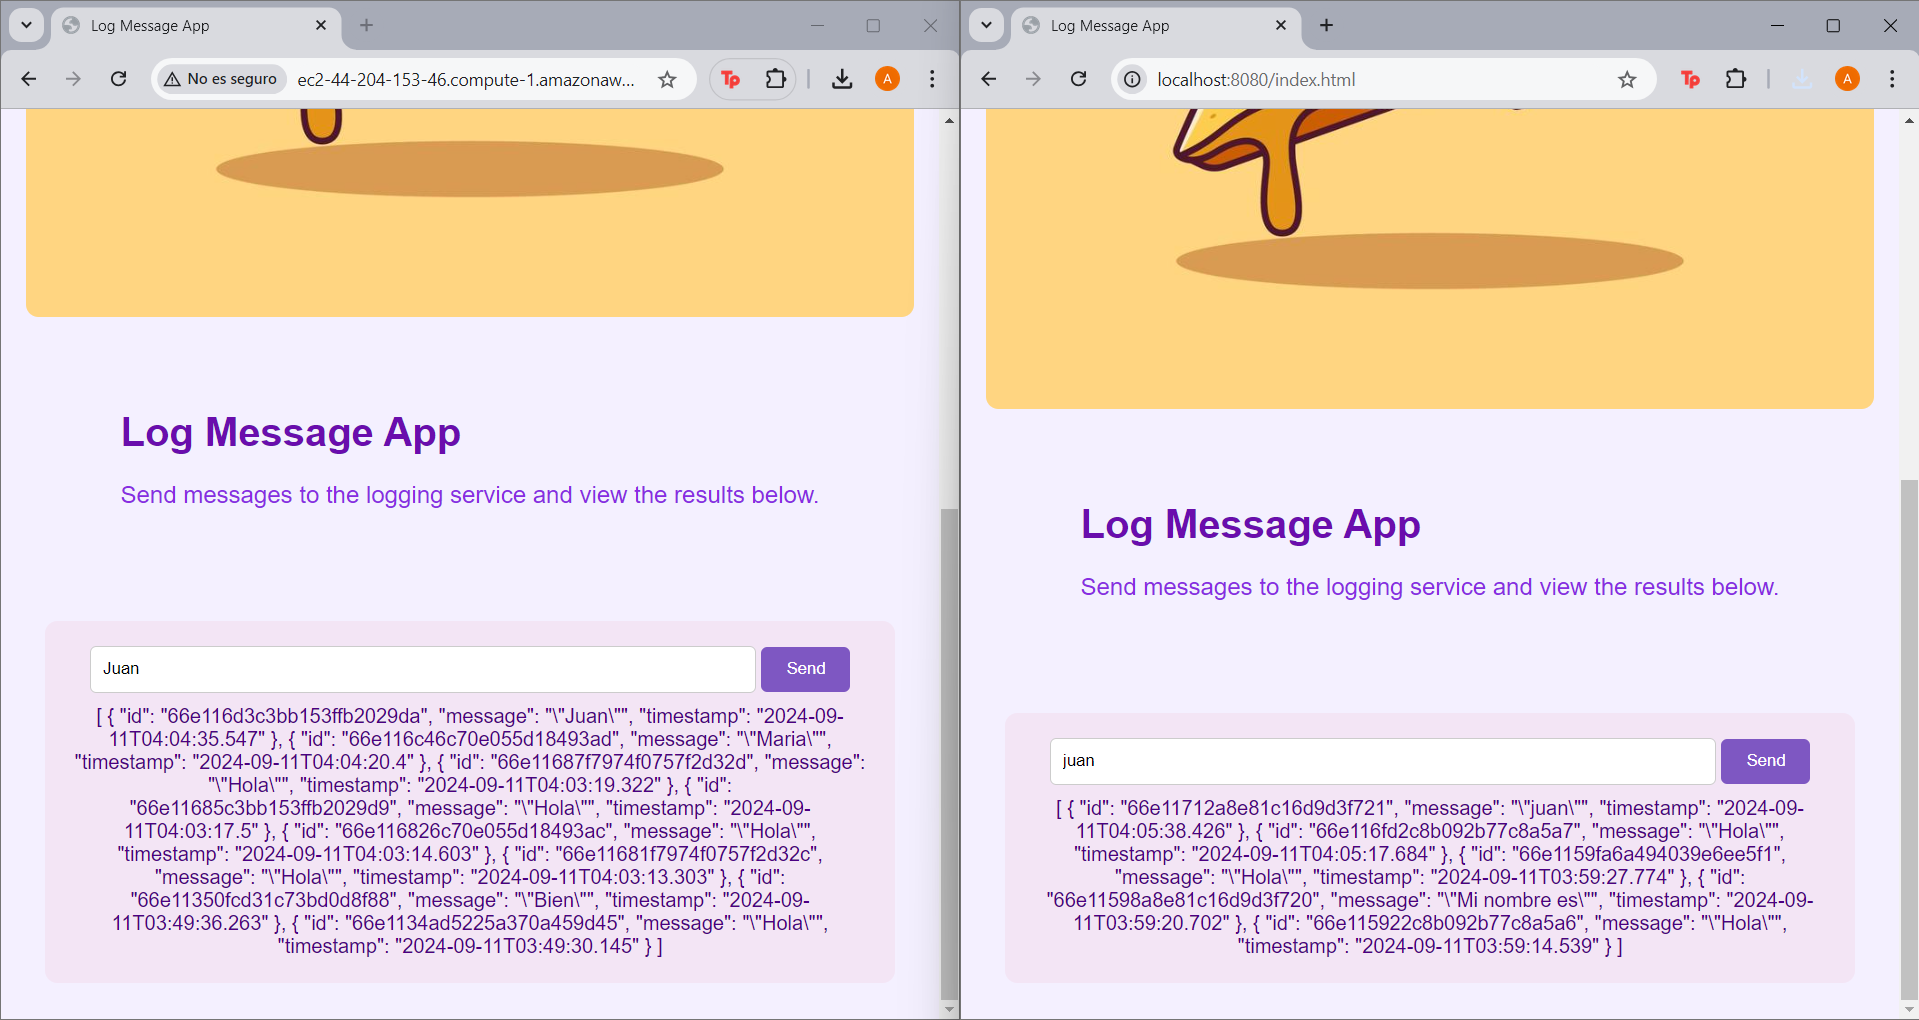 Log Message App
No es seguro
ec2-44-204-153-46.compute-1.amazonaw...
Tp
A
Log Message App
Send messages to the logging service and view the results below.
Juan
Send
[ { "id": "66e116d3c3bb153ffb2029da", "message": "\"Juan\"", "timestamp": "2024-09-
11T04:04:35.547" }, { "id": "66e116c46c70e055d18493ad", "message": "\"Maria\"",
"timestamp": "2024-09-11T04:04:20.4" }, { "id": "66e11687f7974f0757f2d32d", "message":
"\"Hola\"", "timestamp": "2024-09-11T04:03:19.322" }, { "id":
"66e11685c3bb153ffb2029d9", "message": "\"Hola\"", "timestamp": "2024-09-
11T04:03:17.5" }, { "id": "66e116826c70e055d18493ac", "message": "\"Hola\"",
"timestamp": "2024-09-11T04:03:14.603" }, { "id": "66e11681f7974f0757f2d32c",
"message": "\"Hola\"", "timestamp": "2024-09-11T04:03:13.303" }, { "id":
"66e11350fcd31c73bd0d8f88", "message": "\"Bien\"", "timestamp": "2024-09-
11T03:49:36.263" }, { "id": "66e1134ad5225a370a459d45", "message": "\"Hola\"",
"timestamp": "2024-09-11T03:49:30.145" } ]
Log Message App
localhost:8080/index.html
Tp
A
Log Message App
Send messages to the logging service and view the results below.
juan
Send
[ { "id": "66e11712a8e81c16d9d3f721", "message": "\"juan\"", "timestamp": "2024-09-
11T04:05:38.426" }, { "id": "66e116fd2c8b092b77c8a5a7", "message": "\"Hola\"",
"timestamp": "2024-09-11T04:05:17.684" }, { "id": "66e1159fa6a494039e6ee5f1",
"message": "\"Hola\"", "timestamp": "2024-09-11T03:59:27.774" }, { "id":
"66e11598a8e81c16d9d3f720", "message": "\"Mi nombre es\"", "timestamp": "2024-09-
11T03:59:20.702" }, { "id": "66e115922c8b092b77c8a5a6", "message": "\"Hola\"",
"timestamp": "2024-09-11T03:59:14.539" } ]